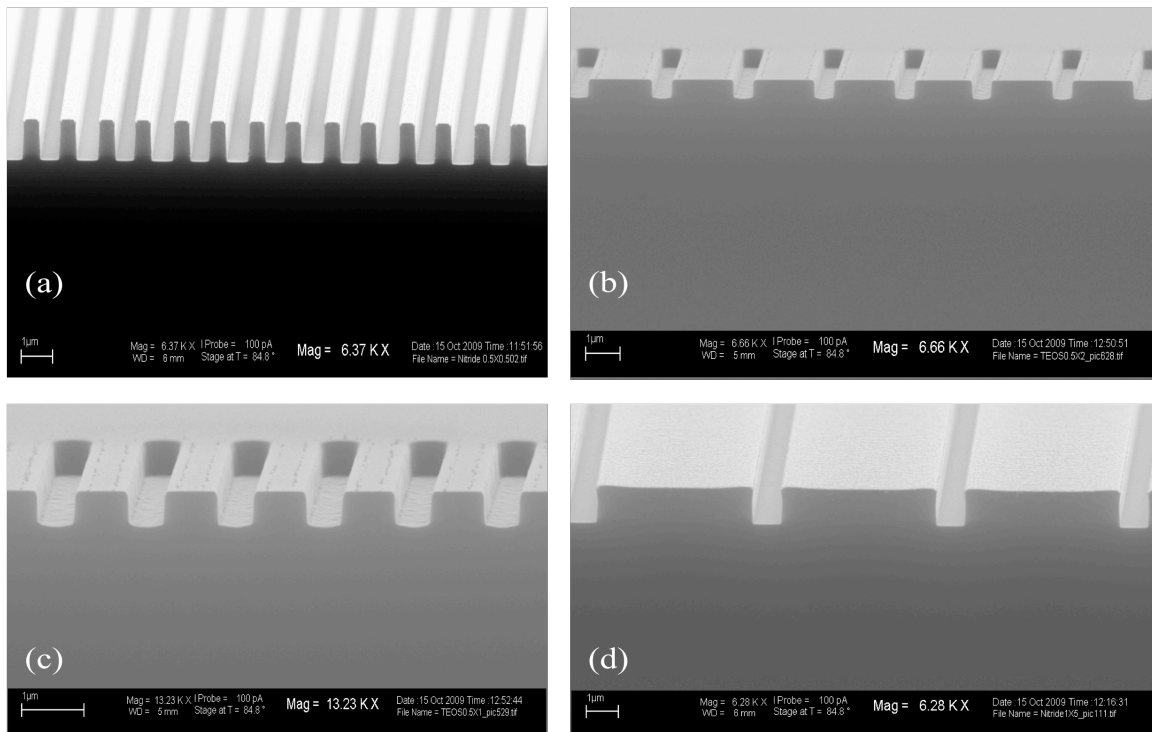 (a)
1µm
Mag = 6.37 K X I Probe = 100 pA
WD = 6 mm Stage at T = 84.8 °
Mag = 6.37 K X
Date :15 Oct 2009 Time :11:51:56
File Name = Nitride 0.5X0.502.tif
(b)
1µm
Mag = 6.66 K X I Probe = 100 pA
WD = 5 mm Stage at T = 84.8 °
Mag = 6.66 K X
Date :15 Oct 2009 Time :12:50:51
File Name = TEOS0.5X2_pic628.tif
(c)
1µm
Mag = 13.23 K X I Probe = 100 pA
WD = 5 mm Stage at T = 84.8 °
Mag = 13.23 K X
Date :15 Oct 2009 Time :12:52:44
File Name = TEOS0.5X1_pic529.tif
(d)
1µm
Mag = 6.28 K X I Probe = 100 pA
WD = 6 mm Stage at T = 84.8 °
Mag = 6.28 K X
Date :15 Oct 2009 Time :12:16:31
File Name = Nitride1X5_pic111.tif